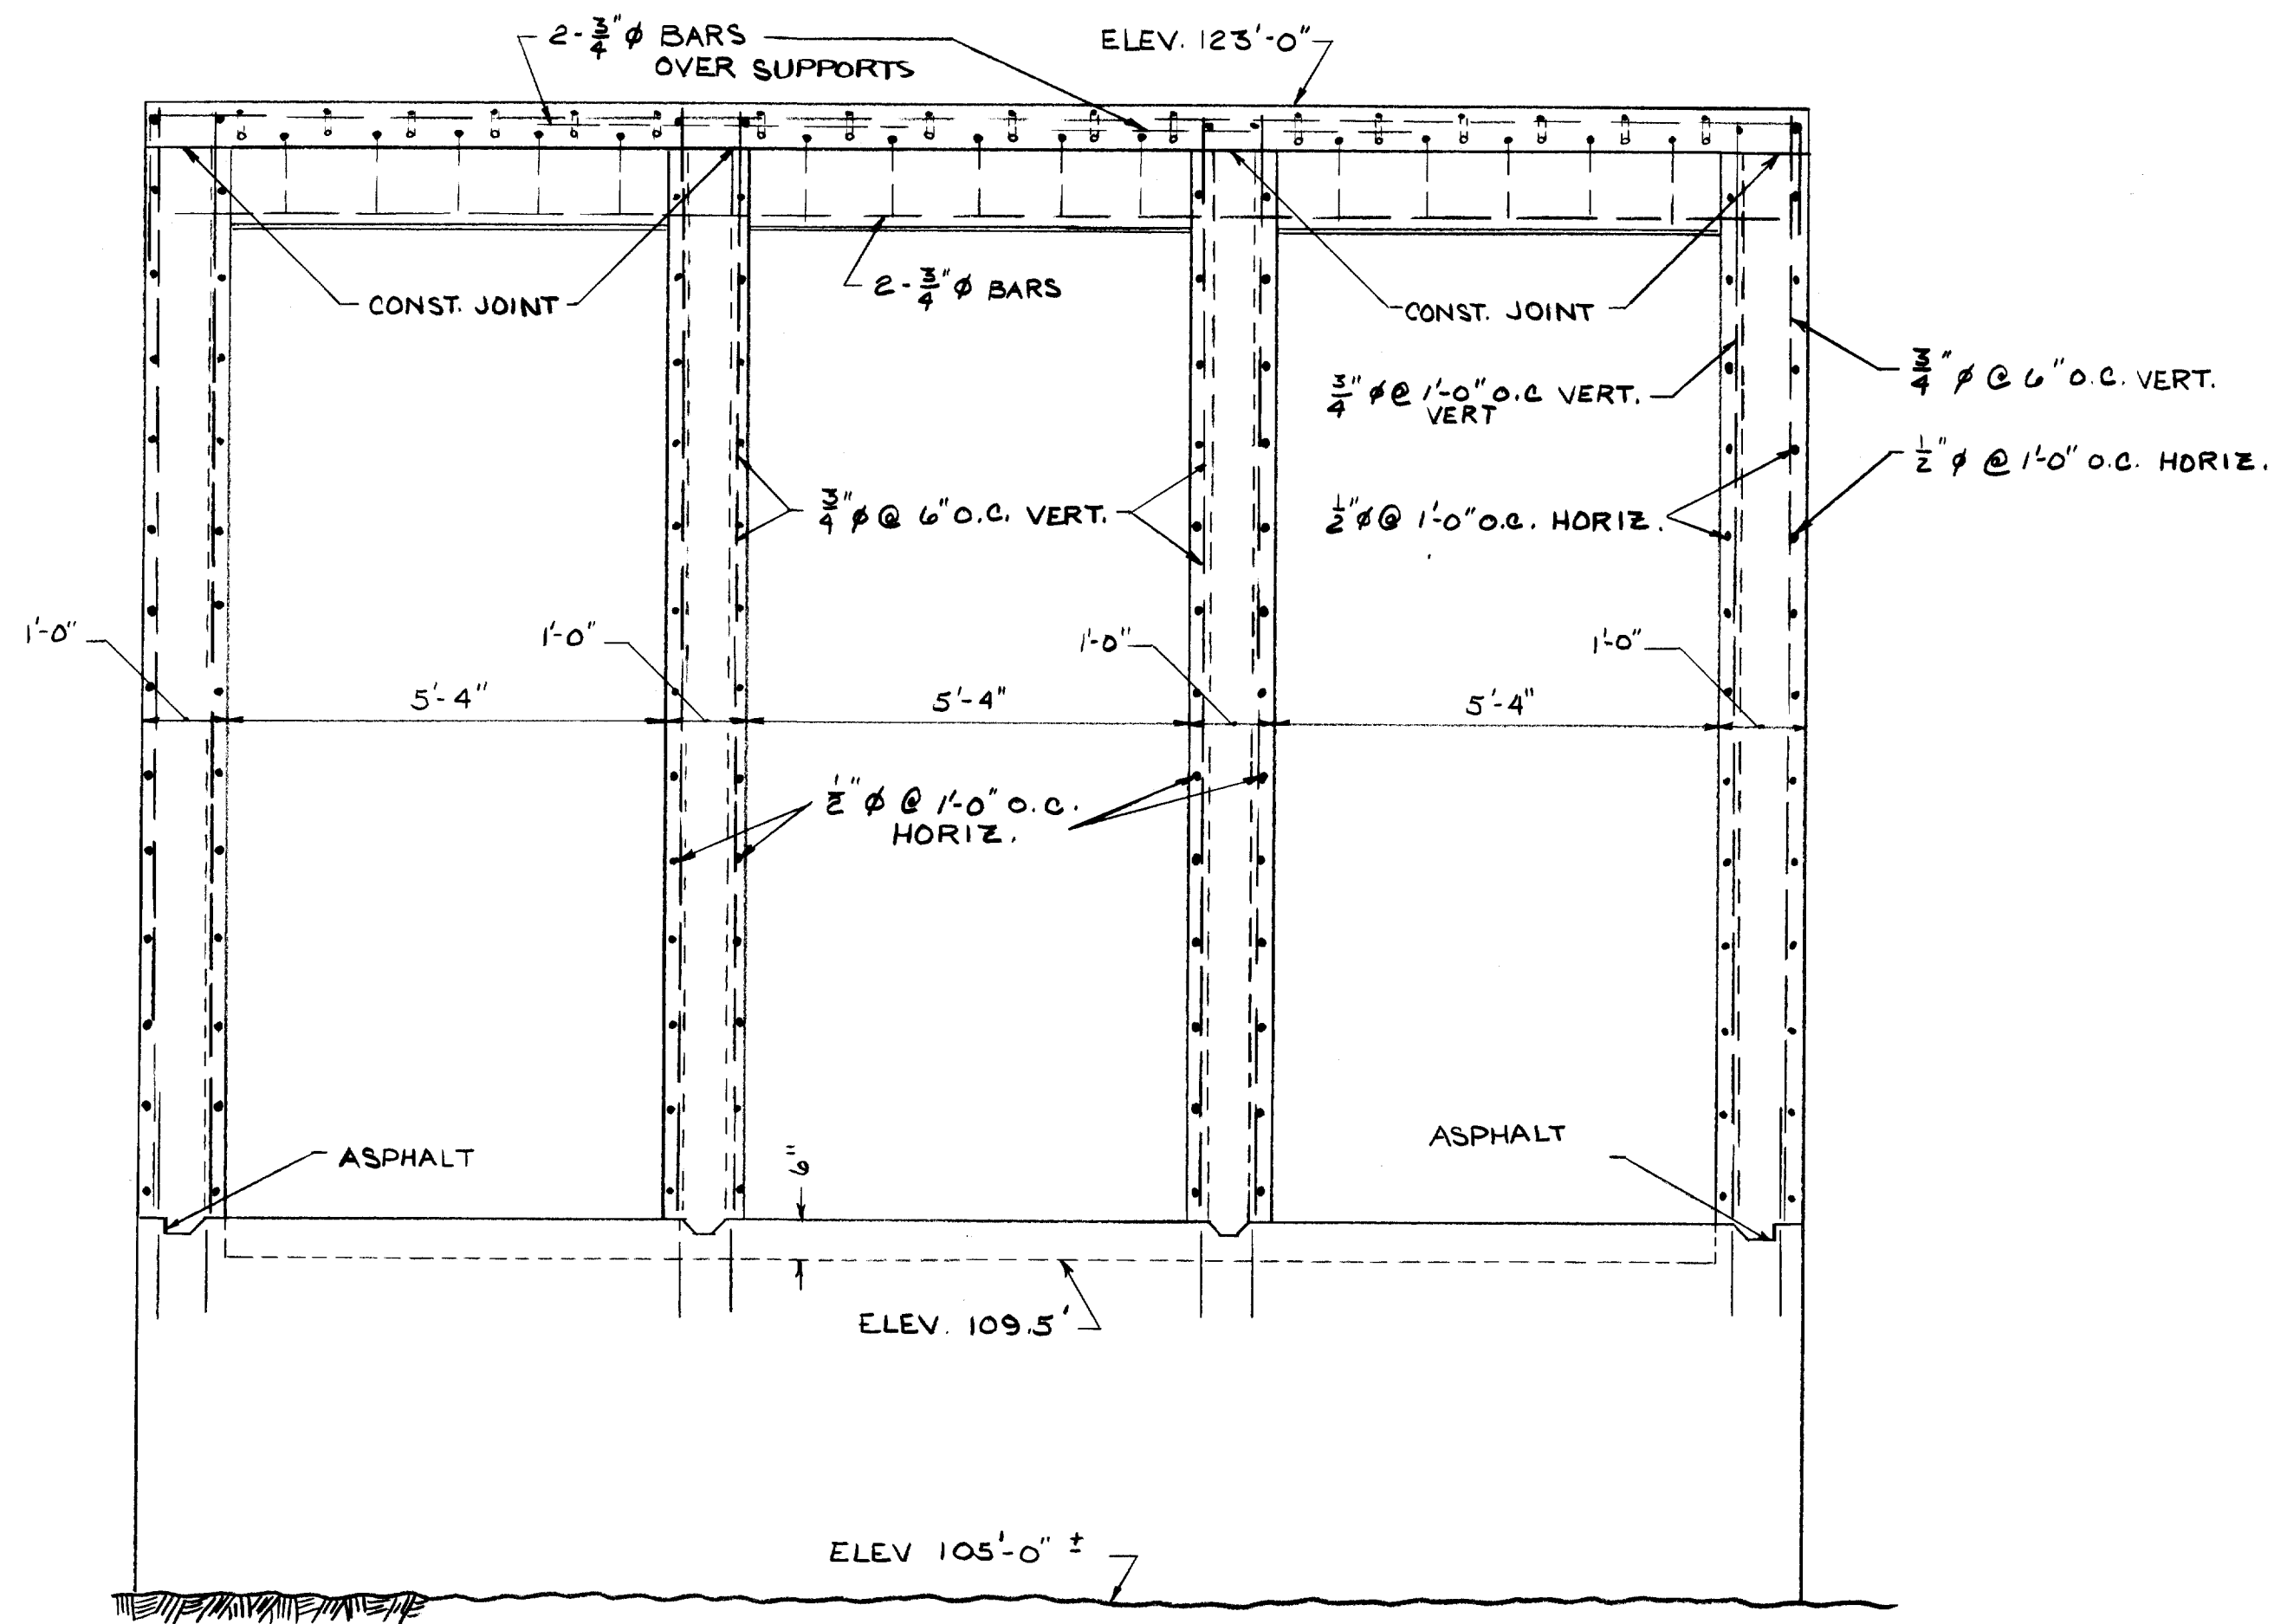 2-3/4" ϕ BARS
OVER SUPPORTS
ELEV. 123'-0"
2-3/4" ϕ BARS
CONST. JOINT
CONST. JOINT
3/4" ϕ @ 1'-0" O.C VERT.
VERT
3/4" ϕ @ 6" O.C. VERT.
1/2" ϕ @ 1'-0" O.C. HORIZ.
3/4" ϕ @ 6" O.C. VERT.
1/2" ϕ @ 1'-0" O.C. HORIZ.
1'-0"
1'-0"
1'-0"
1'-0"
5'-4"
5'-4"
5'-4"
1/2" ϕ @ 1'-0" O.C.
HORIZ.
ASPHALT
6"
ASPHALT
ELEV. 109.5'
ELEV 105'-0" ±